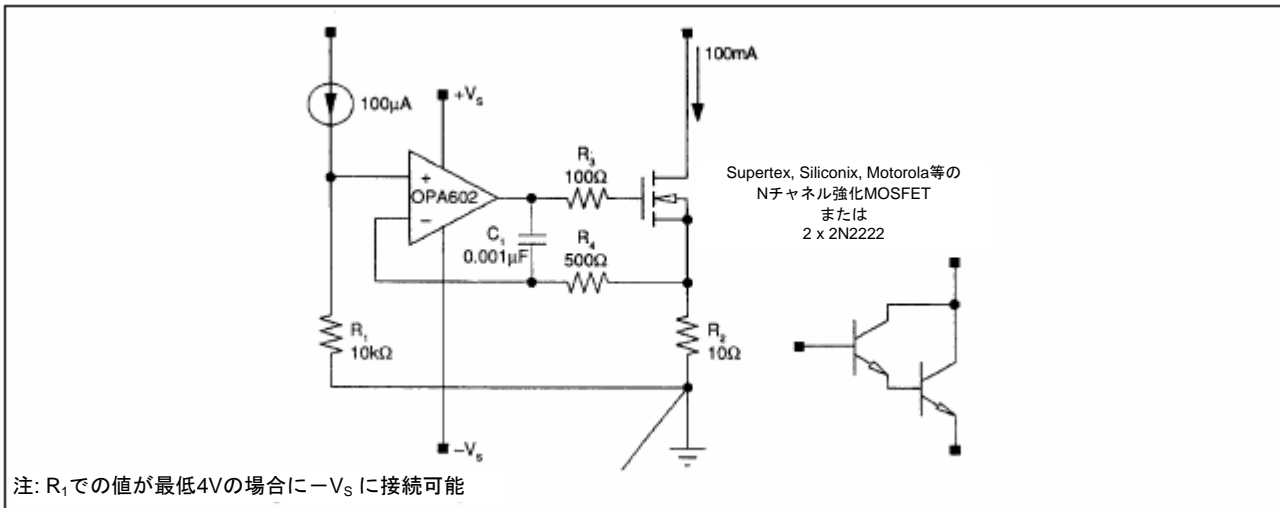 100mA
100µA
+Vs
R3
100Ω
Supertex, Siliconix, Motorola等の
Nチャネル強化MOSFET
または
2 x 2N2222
+
OPA602
−
C1
0.001µF
R4
500Ω
R1
10kΩ
R2
10Ω
−Vs
注: R1での値が最低4Vの場合に−VS に接続可能